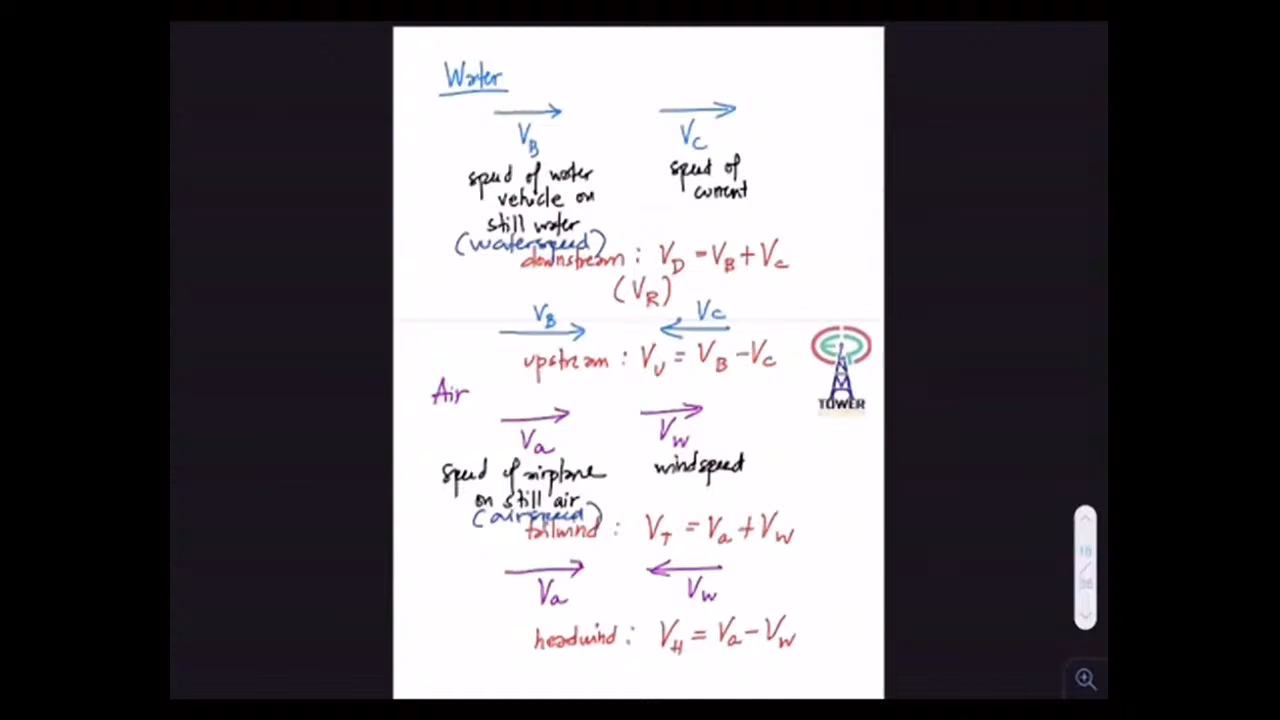 Water
V_B V_C
speed of water speed of
vehicle on current
still water
(waterspeed)
downstream : V_D = V_B + V_C
(V_R)
V_B V_C
upstream : V_U = V_B - V_C
TOWER
Air
V_a V_w
speed of airplane windspeed
on still air
(airspeed)
tailwind : V_T = V_a + V_w
V_a V_w
headwind : V_H = V_a - V_w